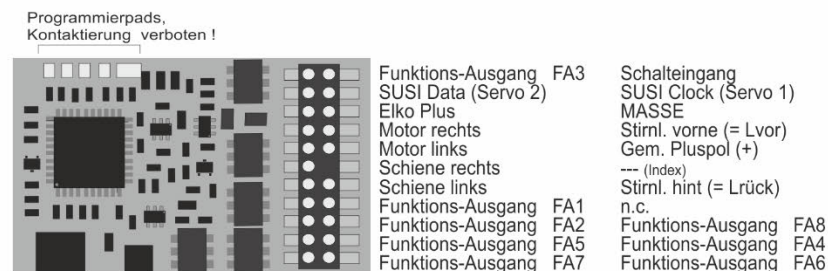 Programmierpads,
Kontaktierung verboten !
Funktions-Ausgang FA3 Schalteingang
SUSI Data (Servo 2) SUSI Clock (Servo 1)
Elko Plus MASSE
Motor rechts Stirnl. vorne (= Lvor)
Motor links Gem. Pluspol (+)
Schiene rechts --- (Index)
Schiene links Stirnl. hint (= Lrück)
Funktions-Ausgang FA1 n.c.
Funktions-Ausgang FA2 Funktions-Ausgang FA8
Funktions-Ausgang FA5 Funktions-Ausgang FA4
Funktions-Ausgang FA7 Funktions-Ausgang FA6